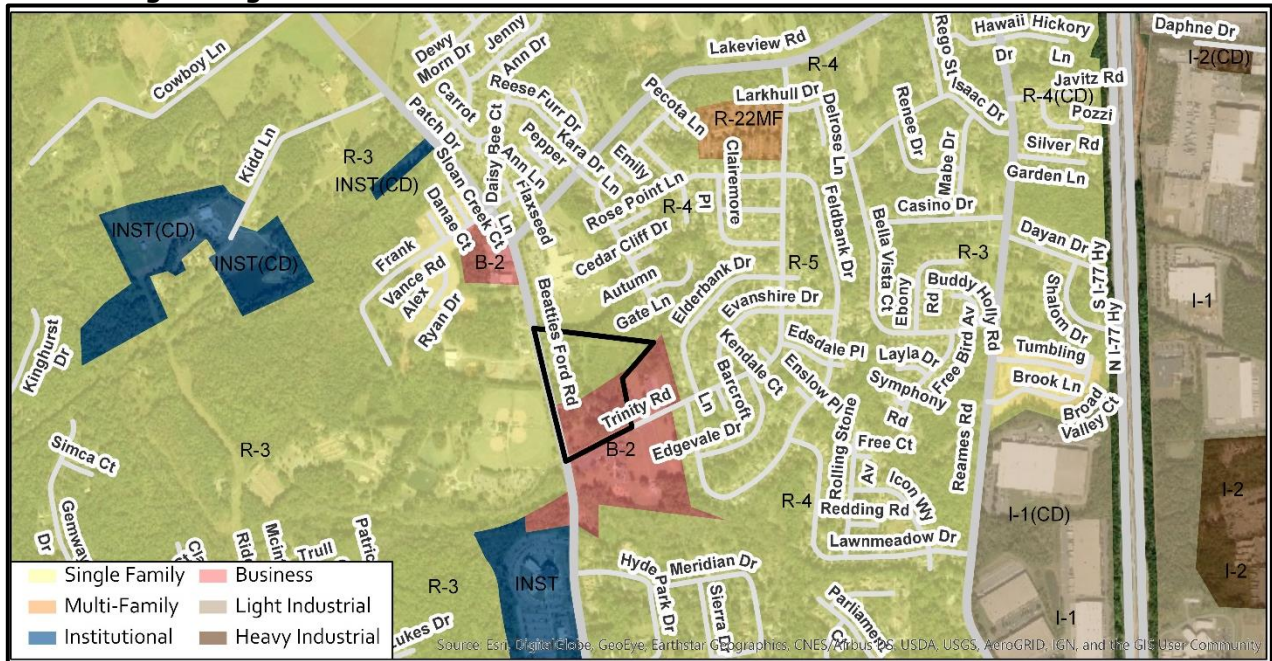 Cowboy Ln
Dewy
Morn Dr
Jenny
Ann Dr
Lakeview Rd
R-4
Rego St
Hawaii
Hickory
Ln
Dr
Daphne Dr
I-2(CD)
Javitz Rd
R-4(CD)
Pozzi
Silver Rd
Garden Ln
Isaac Dr
Carrot
Reese Furr Dr
Pecota Ln
Larkhull Dr
R-22MF
Delrose Ln
Renee Dr
Mabe Dr
Patch Dr
Kidd Ln
R-3
INST(CD)
Sloan Creek Ct
Daisy Bee Ct
Pepper
Ann Ln
Kara Dr
Ln
Emily
Clairemore
Pl
Casino Dr
Flaxseed
Ln
Rose Point Ln
R-4
Cedar Cliff Dr
Feldbank Dr
Bella Vista Ct
R-3
Dayan Dr
S I-77 Hy
Shalom Dr
N I-77 Hy
I-1
INST(CD)
INST(CD)
Danae Ct
Frank
Vance Rd
Alex
Ryan Dr
B-2
Autumn
Gate Ln
Elderbank Dr
R-5
Evanshire Dr
Ebony
Rd
Buddy Holly Rd
Free Bird Av
Tumbling
Brook Ln
Broad
Valley Ct
Kinghurst
Dr
Beatties Ford Rd
Kendale Ct
Edsdale Pl
Layla Dr
Symphony
Rd
Enslow Pl
Barcroft
Ln
Trinity Rd
Edgevale Dr
B-2
Rolling Stone
Av
Free Ct
Icon Wy
Reames Rd
Simca Ct
R-3
R-4
Redding Rd
Lawnmeadow Dr
I-1(CD)
I-2
I-2
Gemway
Dr
Trull
R-3
INST
Hyde Park Dr
Meridian Dr
Sierra Dr
I-1
Single Family
Business
Multi-Family
Light Industrial
Institutional
Heavy Industrial
Source: Esri, DigitalGlobe, GeoEye, Earthstar Geographics, CNES/Airbus DS, USDA, USGS, AeroGRID, IGN, and the GIS User Community